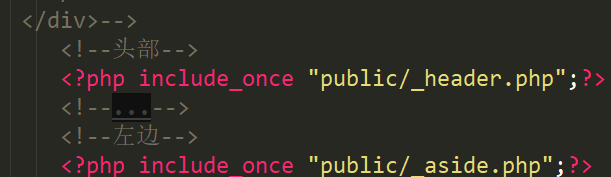 </div>-->
<!--头部-->
<?php include_once "public/_header.php";?>
<!--...-->
<!--左边-->
<?php include_once "public/_aside.php";?>